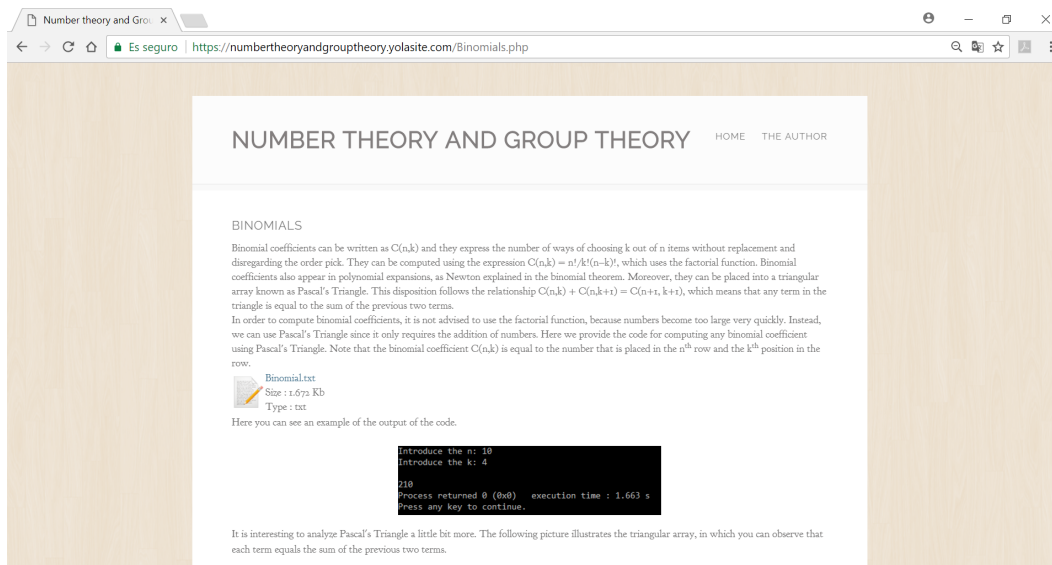 Number theory and Grou
Es seguro
https://numbertheoryandgrouptheory.yolasite.com/Binomials.php
NUMBER THEORY AND GROUP THEORY
HOME THE AUTHOR
BINOMIALS
Binomial coefficients can be written as C(n,k) and they express the number of ways of choosing k out of n items without replacement and
disregarding the order pick. They can be computed using the expression C(n,k) = n!/k!(n–k)!, which uses the factorial function. Binomial
coefficients also appear in polynomial expansions, as Newton explained in the binomial theorem. Moreover, they can be placed into a triangular
array known as Pascal's Triangle. This disposition follows the relationship C(n,k) + C(n,k+1) = C(n+1, k+1), which means that any term in the
triangle is equal to the sum of the previous two terms.
In order to compute binomial coefficients, it is not advised to use the factorial function, because numbers become too large very quickly. Instead,
we can use Pascal's Triangle since it only requires the addition of numbers. Here we provide the code for computing any binomial coefficient
using Pascal's Triangle. Note that the binomial coefficient C(n,k) is equal to the number that is placed in the nth row and the kth position in the
row.
Binomial.txt
Size : 1.672 Kb
Type : txt
Here you can see an example of the output of the code.
Introduce the n: 10
Introduce the k: 4
210
Process returned 0 (0x0) execution time : 1.663 s
Press any key to continue.
It is interesting to analyze Pascal's Triangle a little bit more. The following picture illustrates the triangular array, in which you can observe that
each term equals the sum of the previous two terms.